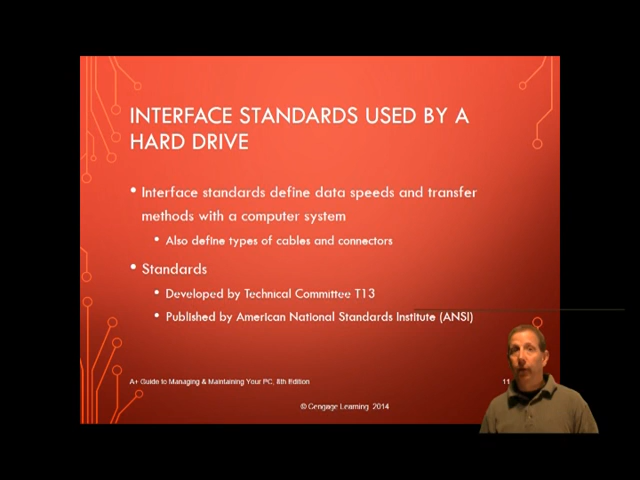 INTERFACE STANDARDS USED BY A
HARD DRIVE
• Interface standards define data speeds and transfer
methods with a computer system
• Also define types of cables and connectors
• Standards
• Developed by Technical Committee T13
• Published by American National Standards Institute (ANSI)
A+ Guide to Managing & Maintaining Your PC, 8th Edition
11
© Cengage Learning 2014